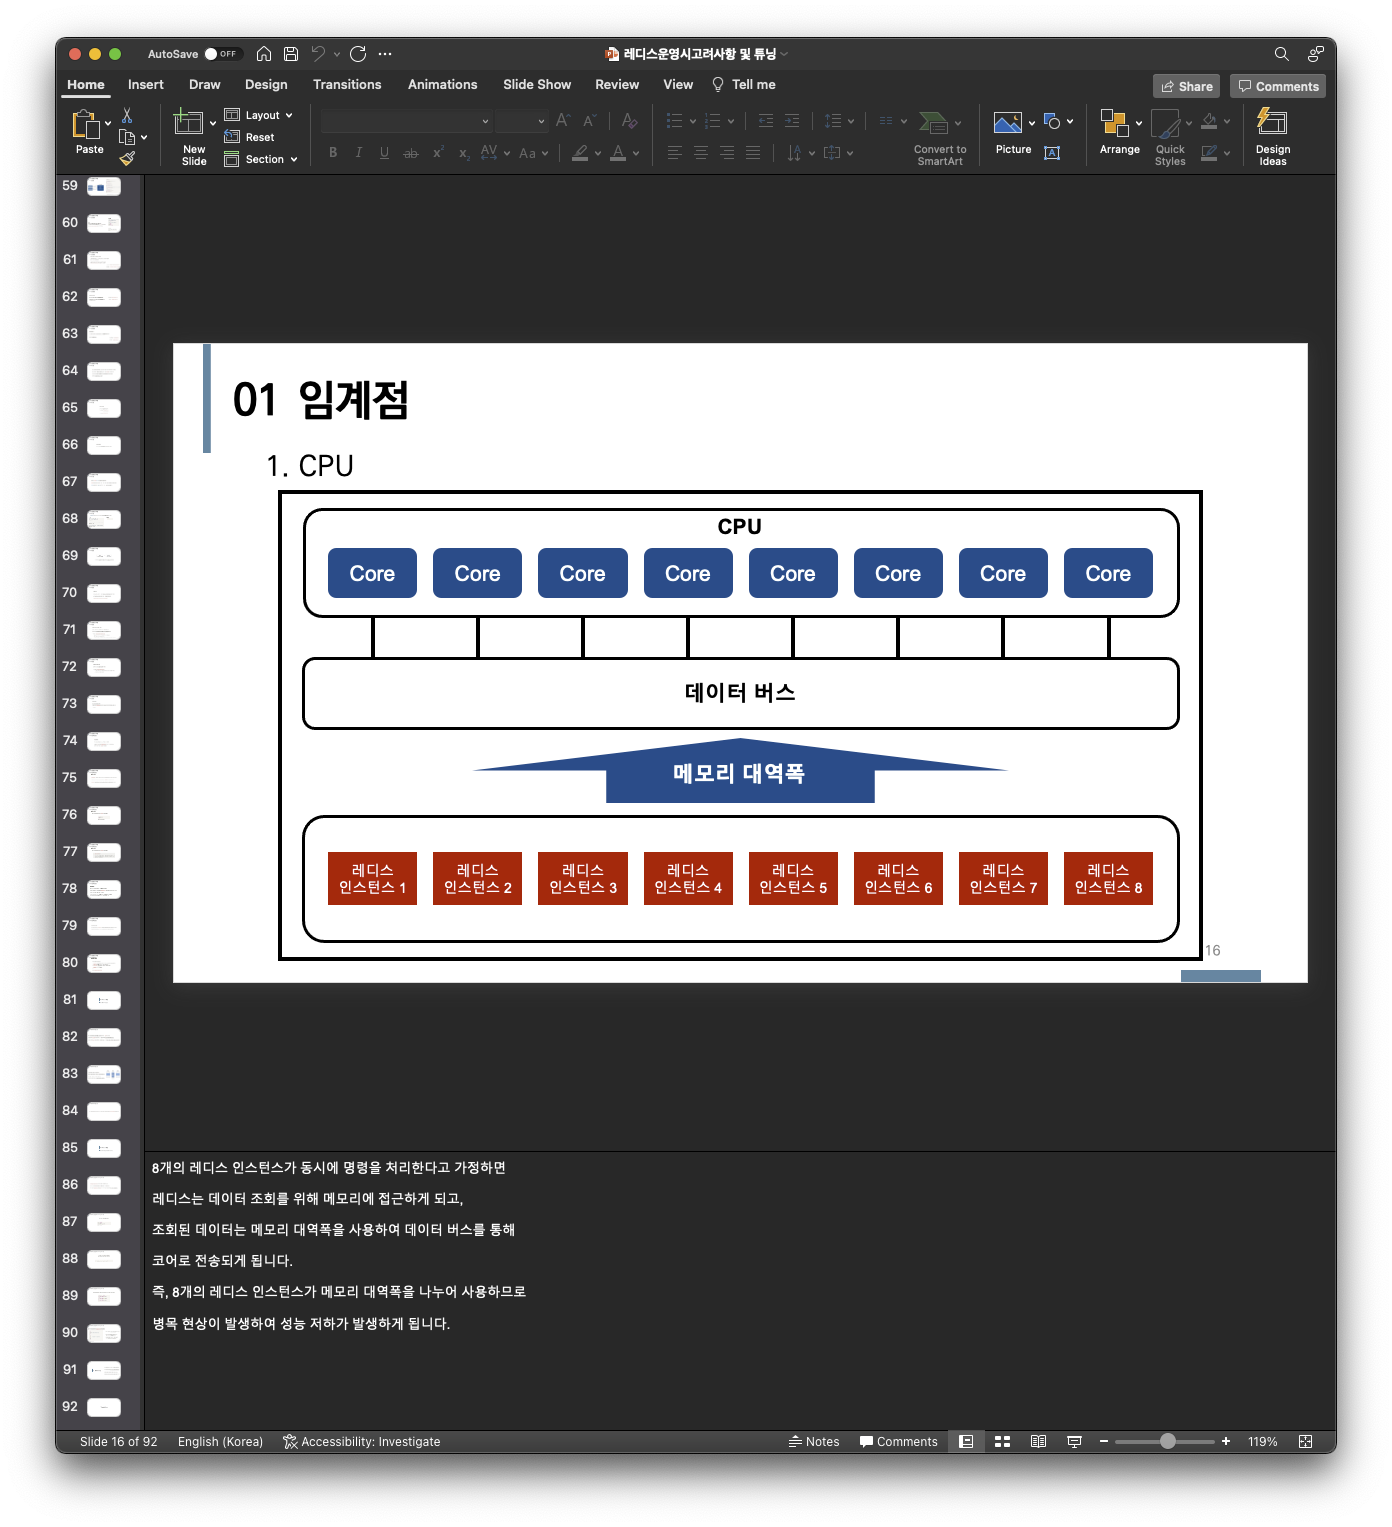 AutoSave OFF
레디스운영시고려사항 및 튜닝
Home Insert Draw Design Transitions Animations Slide Show Review View Tell me
Share Comments
Paste
New Slide
Layout
Reset
Section
B I U ab x² x₂ AV Aa A
Convert to SmartArt
Picture
Arrange
Quick Styles
Design Ideas
59
60
61
62
63
64
65
66
67
68
69
70
71
72
73
74
75
76
77
78
79
80
81
82
83
84
85
86
87
88
89
90
91
92
01 임계점
1. CPU
CPU
Core Core Core Core Core Core Core Core
데이터 버스
메모리 대역폭
레디스 인스턴스 1
레디스 인스턴스 2
레디스 인스턴스 3
레디스 인스턴스 4
레디스 인스턴스 5
레디스 인스턴스 6
레디스 인스턴스 7
레디스 인스턴스 8
16
8개의 레디스 인스턴스가 동시에 명령을 처리한다고 가정하면
레디스는 데이터 조회를 위해 메모리에 접근하게 되고,
조회된 데이터는 메모리 대역폭을 사용하여 데이터 버스를 통해
코어로 전송되게 됩니다.
즉, 8개의 레디스 인스턴스가 메모리 대역폭을 나누어 사용하므로
병목 현상이 발생하여 성능 저하가 발생하게 됩니다.
Slide 16 of 92 English (Korea) Accessibility: Investigate Notes Comments 119%